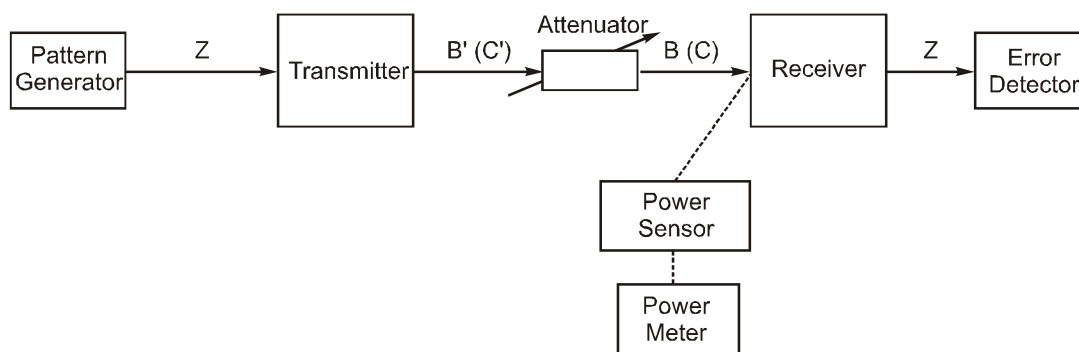 Attenuator
Pattern
Generator
Z
Transmitter
B' (C')
B (C)
Receiver
Z
Error
Detector
Power
Sensor
Power
Meter